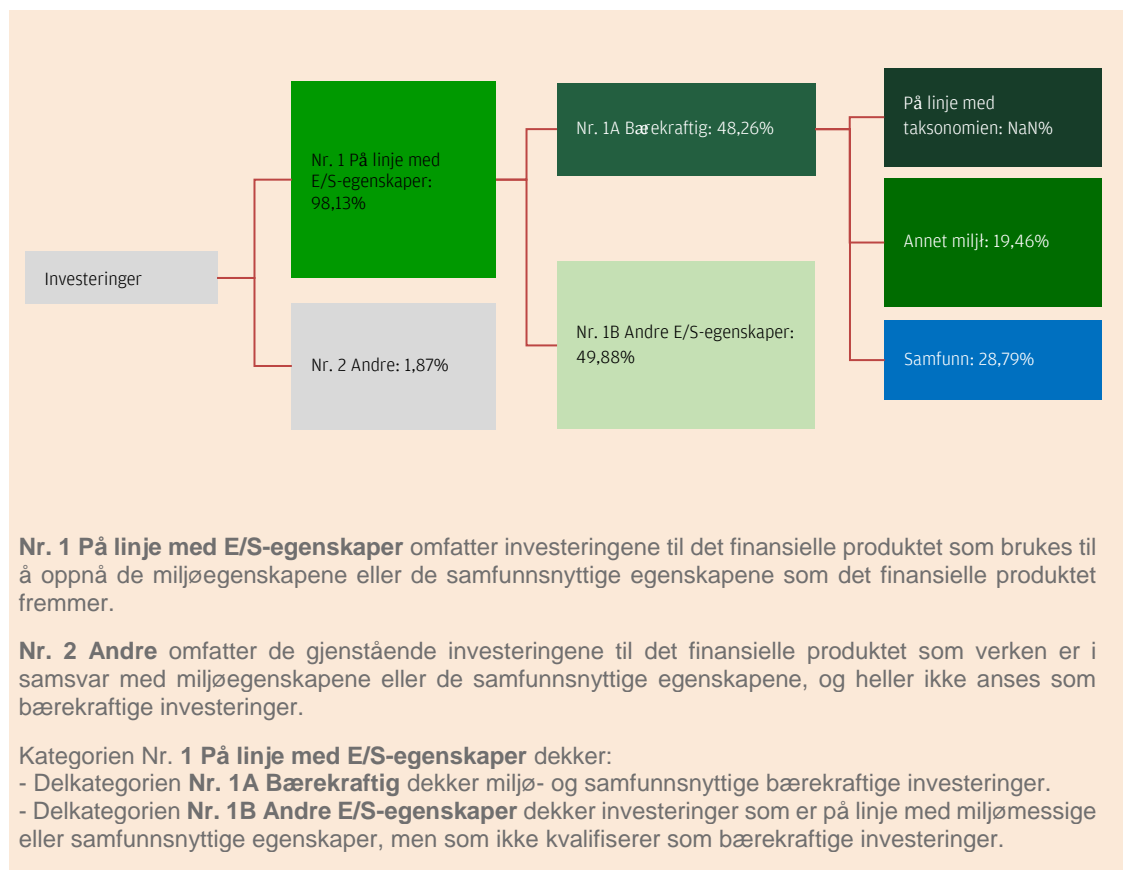 Investeringer
Nr. 1 På linje med
E/S-egenskaper:
98,13%
Nr. 2 Andre: 1,87%
Nr. 1A Bærekraftig: 48,26%
Nr. 1B Andre E/S-egenskaper:
49,88%
På linje med
taksonomien: NaN%
Annet miljł: 19,46%
Samfunn: 28,79%
Nr. 1 På linje med E/S-egenskaper omfatter investeringene til det finansielle produktet som brukes til
å oppnå de miljøegenskapene eller de samfunnsnyttige egenskapene som det finansielle produktet
fremmer.
Nr. 2 Andre omfatter de gjenstående investeringene til det finansielle produktet som verken er i
samsvar med miljøegenskapene eller de samfunnsnyttige egenskapene, og heller ikke anses som
bærekraftige investeringer.
Kategorien Nr. 1 På linje med E/S-egenskaper dekker:
- Delkategorien Nr. 1A Bærekraftig dekker miljø- og samfunnsnyttige bærekraftige investeringer.
- Delkategorien Nr. 1B Andre E/S-egenskaper dekker investeringer som er på linje med miljømessige
eller samfunnsnyttige egenskaper, men som ikke kvalifiserer som bærekraftige investeringer.